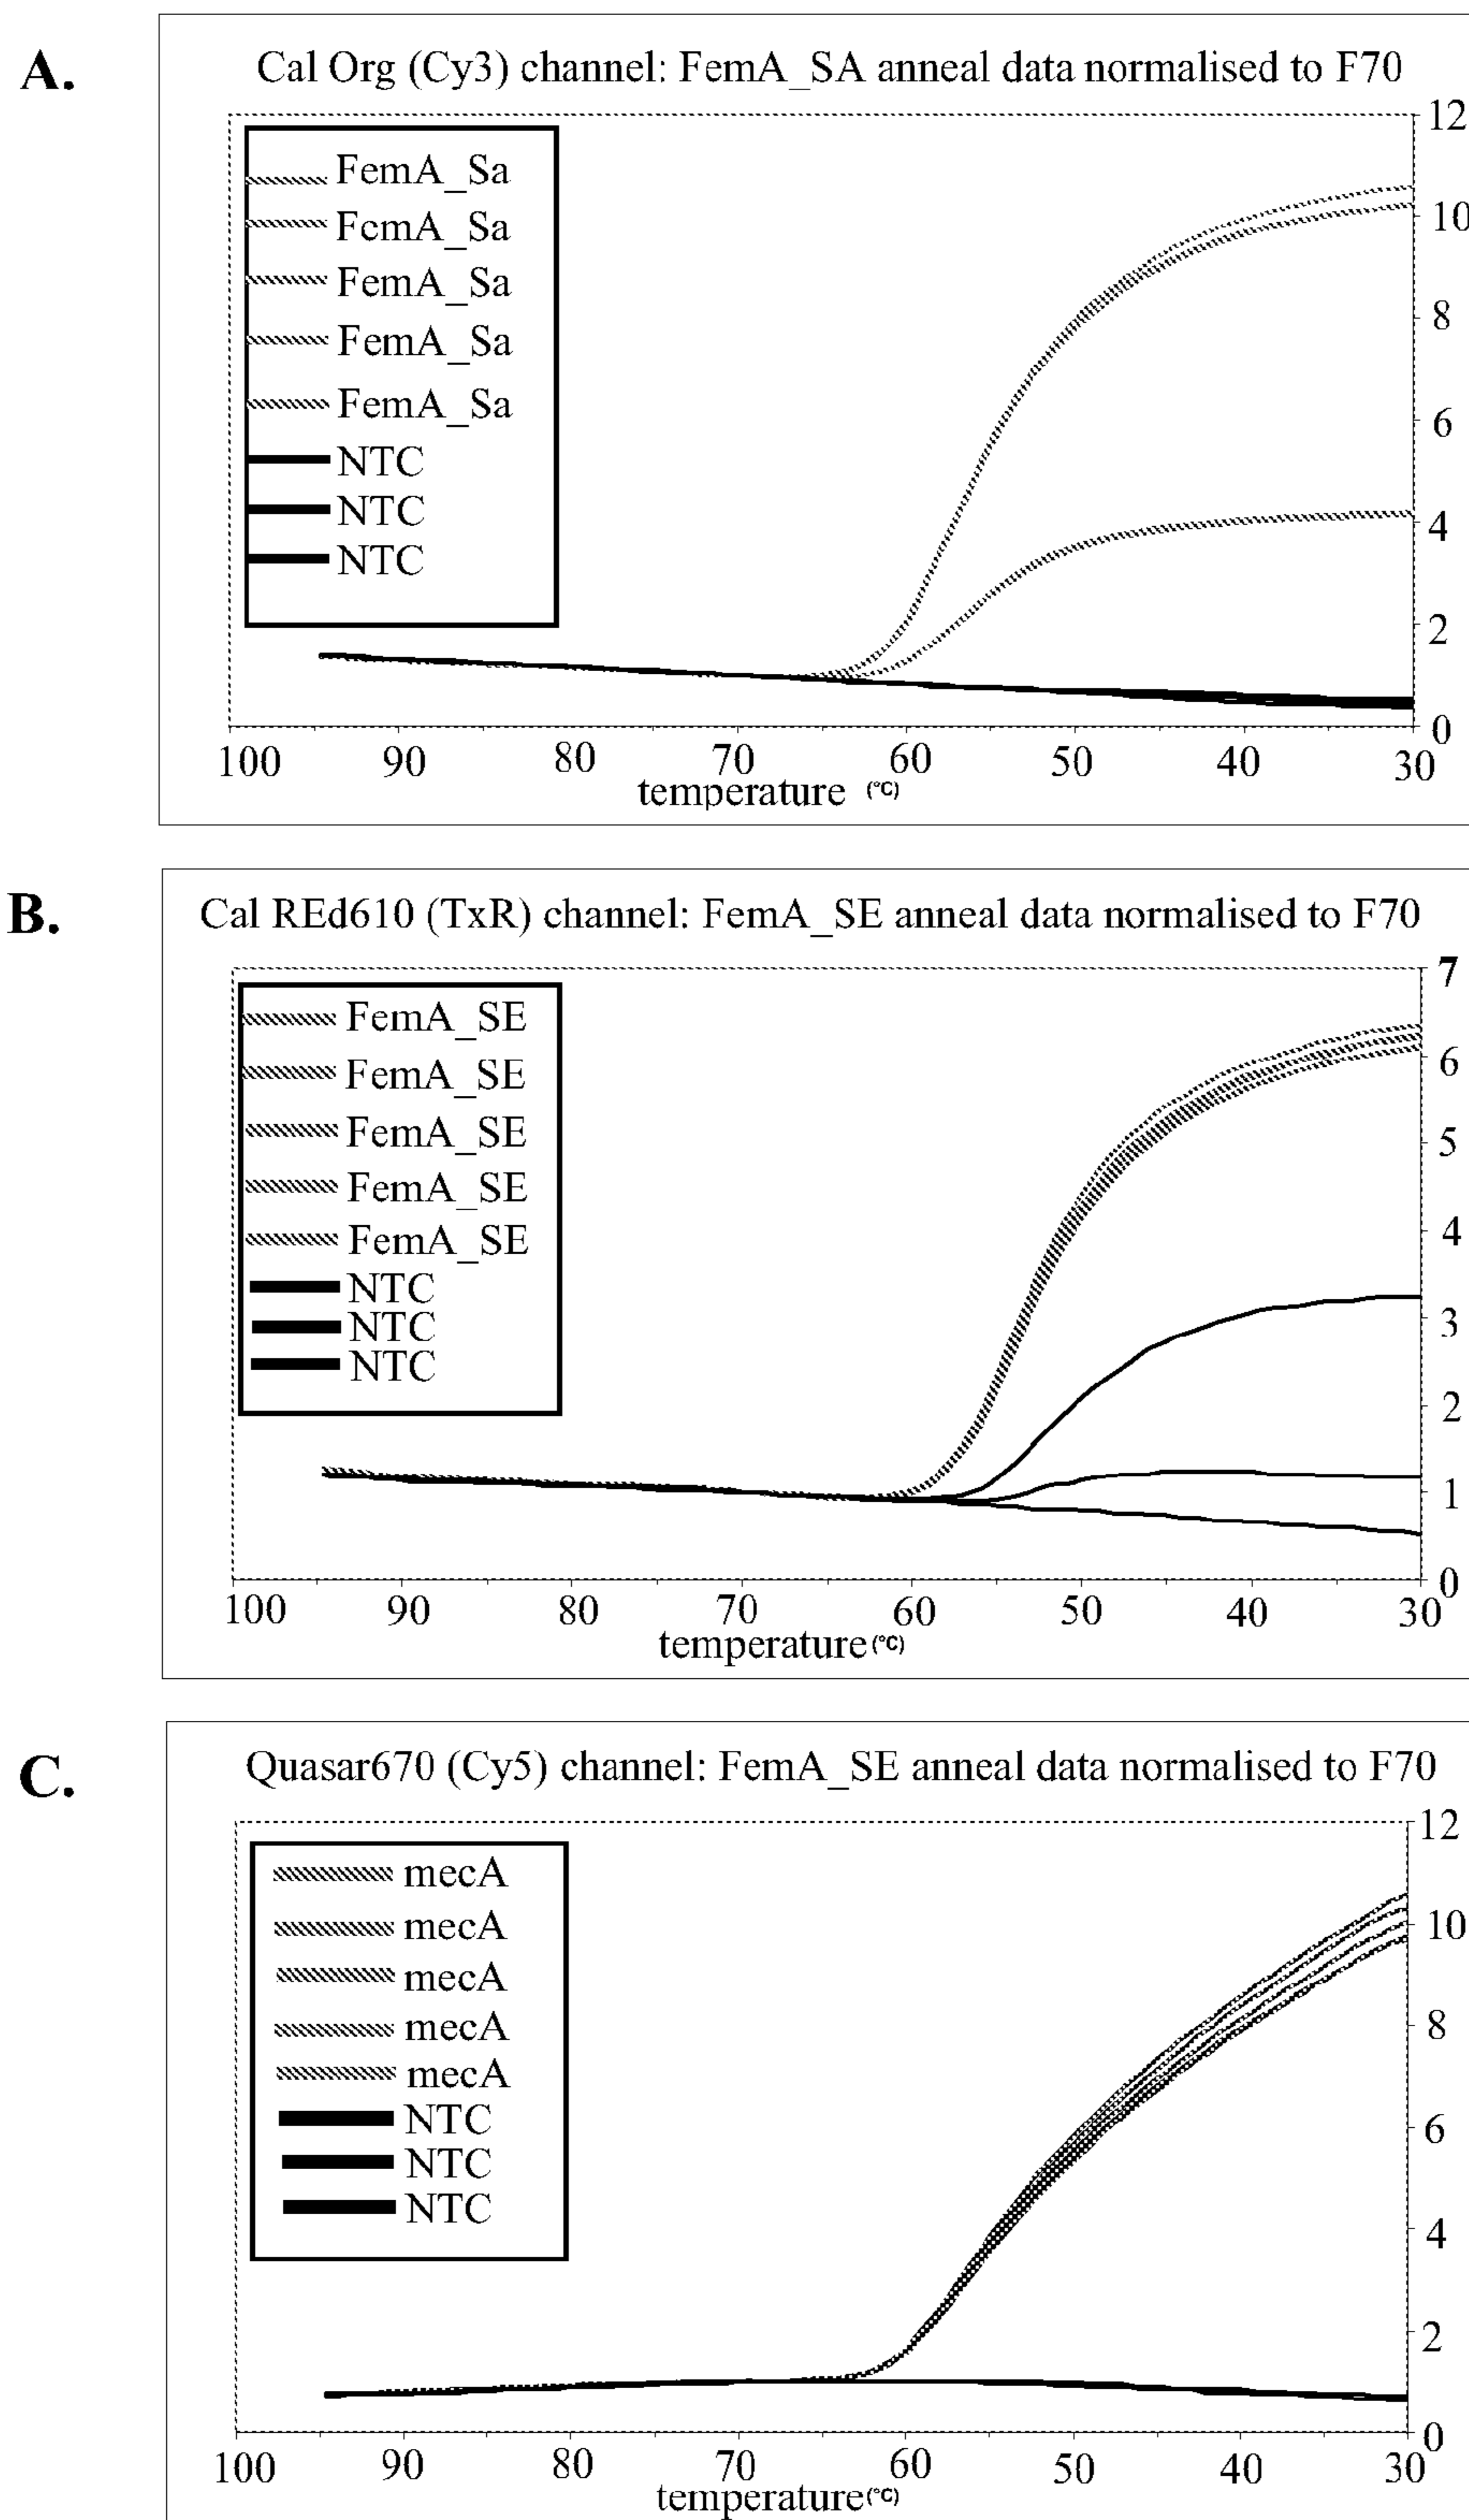 A.
Cal Org (Cy3) channel: FemA_SA anneal data normalised to F70
FemA_Sa
FcmA_Sa
FemA_Sa
FemA_Sa
FemA_Sa
NTC
NTC
NTC
12
10
8
6
4
2
0
100 90 80 70 60 50 40 30
temperature (°C)
B.
Cal REd610 (TxR) channel: FemA_SE anneal data normalised to F70
FemA_SE
FemA_SE
FemA_SE
FemA_SE
FemA_SE
NTC
NTC
NTC
7
6
5
4
3
2
1
0
100 90 80 70 60 50 40 30
temperature(°C)
C.
Quasar670 (Cy5) channel: FemA_SE anneal data normalised to F70
mecA
mecA
mecA
mecA
mecA
NTC
NTC
NTC
12
10
8
6
4
2
0
100 90 80 70 60 50 40 30
temperature(°C)